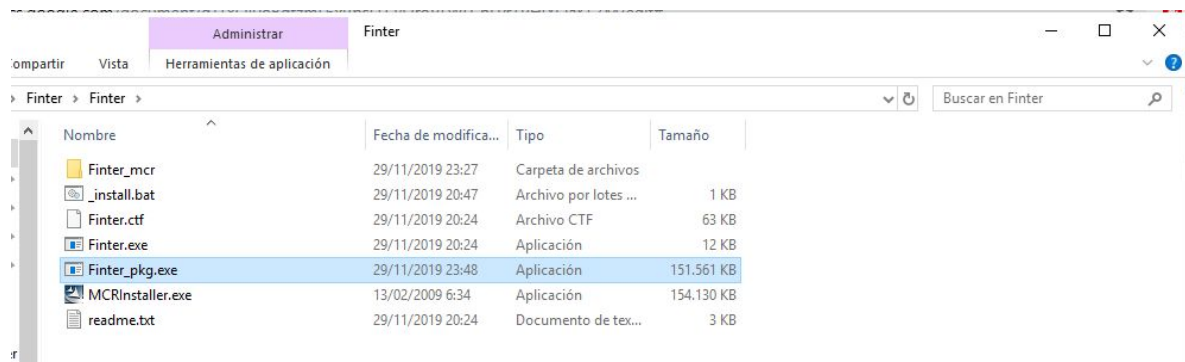 Administrar Finter
Compartir Vista Herramientas de aplicación
Finter > Finter > Buscar en Finter
Nombre Fecha de modifica... Tipo Tamaño
Finter_mcr 29/11/2019 23:27 Carpeta de archivos
_install.bat 29/11/2019 20:47 Archivo por lotes ... 1 KB
Finter.ctf 29/11/2019 20:24 Archivo CTF 63 KB
Finter.exe 29/11/2019 20:24 Aplicación 12 KB
Finter_pkg.exe 29/11/2019 23:48 Aplicación 151.561 KB
MCRInstaller.exe 13/02/2009 6:34 Aplicación 154.130 KB
readme.txt 29/11/2019 20:24 Documento de tex... 3 KB